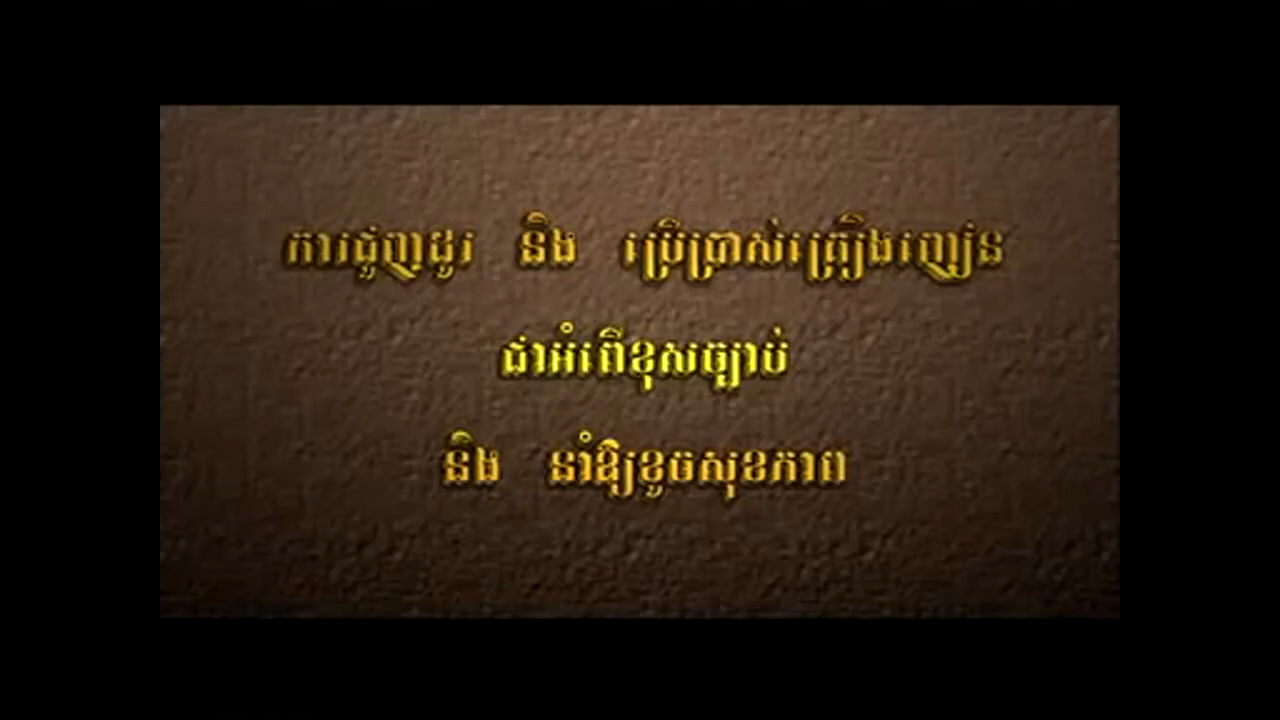 ការជួញដូរ និង ប្រើប្រាស់គ្រឿងញៀន
ជាអំពើខុសច្បាប់
និង នាំឱ្យខូចសុខភាព